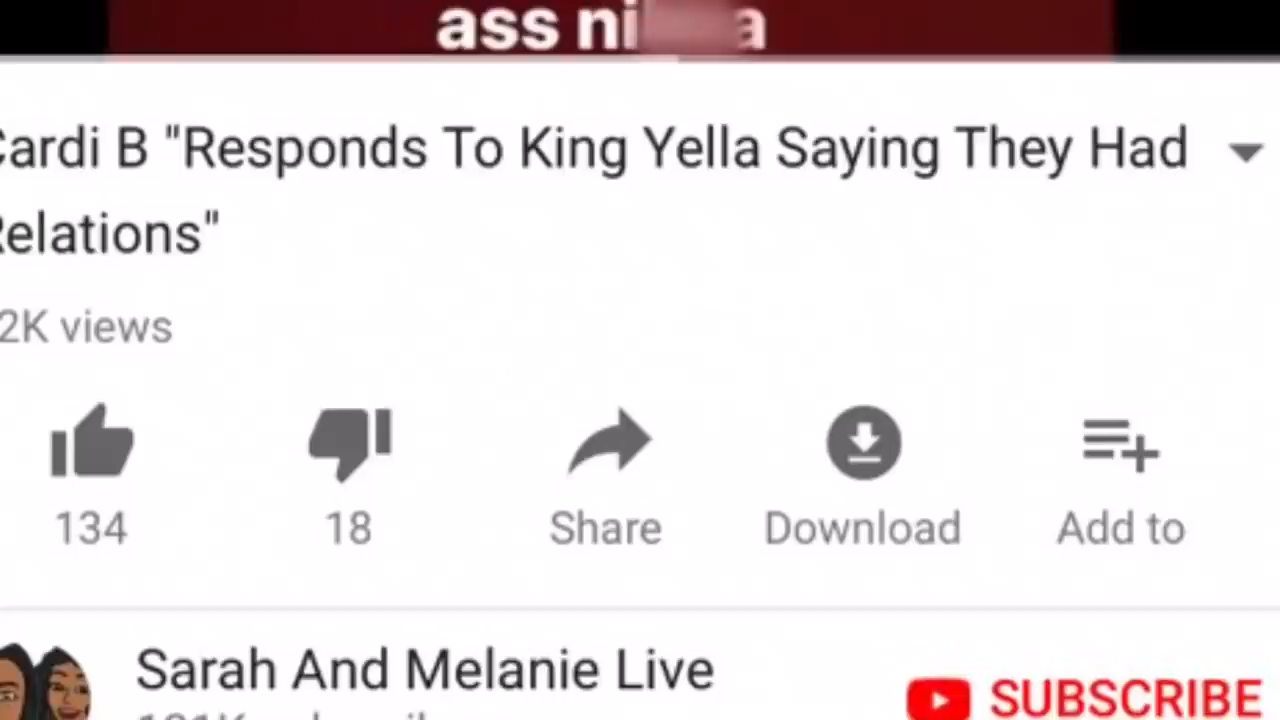 ass ni a
Cardi B "Responds To King Yella Saying They Had
Relations"
2K views
134
18
Share
Download
Add to
Sarah And Melanie Live
SUBSCRIBE